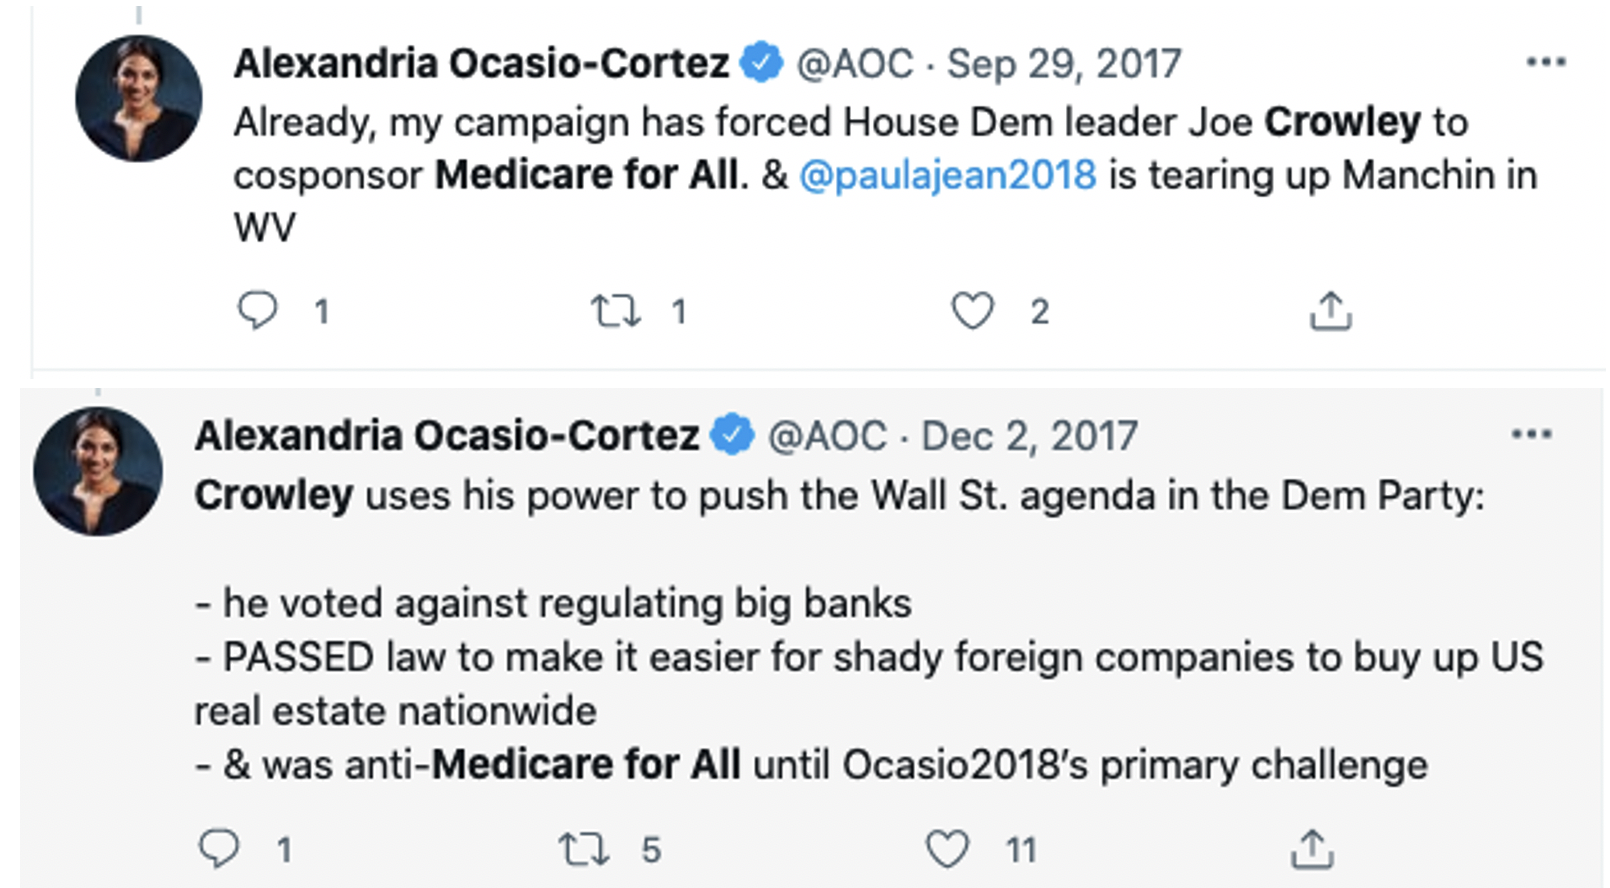 Alexandria Ocasio-Cortez @AOC · Sep 29, 2017
Already, my campaign has forced House Dem leader Joe Crowley to
cosponsor Medicare for All. & @paulajean2018 is tearing up Manchin in
WV
1 1 2
Alexandria Ocasio-Cortez @AOC · Dec 2, 2017
Crowley uses his power to push the Wall St. agenda in the Dem Party:
- he voted against regulating big banks
- PASSED law to make it easier for shady foreign companies to buy up US
real estate nationwide
- & was anti-Medicare for All until Ocasio2018’s primary challenge
1 5 11